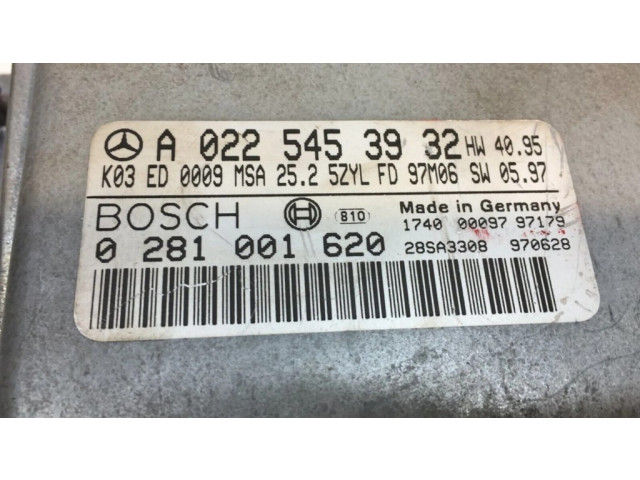 A 022 545 39 32 HW 40.95
K03 ED 0009 MSA 25.2 5ZYL FD 97M06 SW 05.97
BOSCH 810 Made in Germany
1740 00097 97179
0 281 001 620 28SA3308 970628